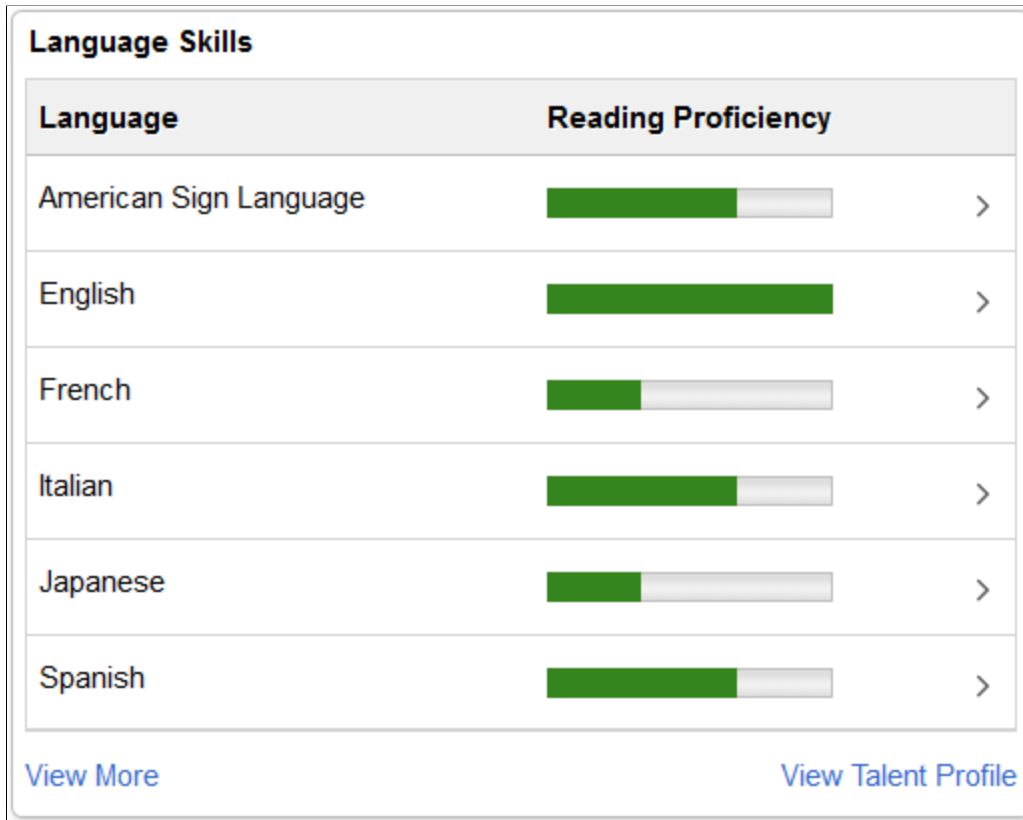 Language Skills
Language Reading Proficiency
American Sign Language
English
French
Italian
Japanese
Spanish
View More View Talent Profile